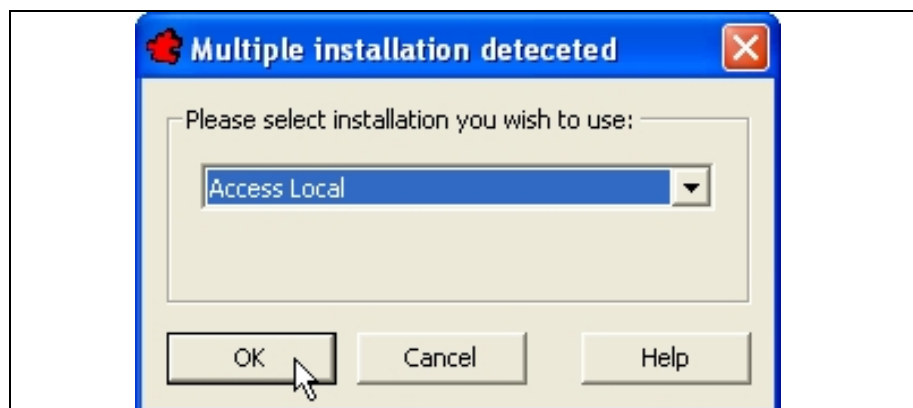 Multiple installation deteceted
Please select installation you wish to use:
Access Local
OK Cancel Help